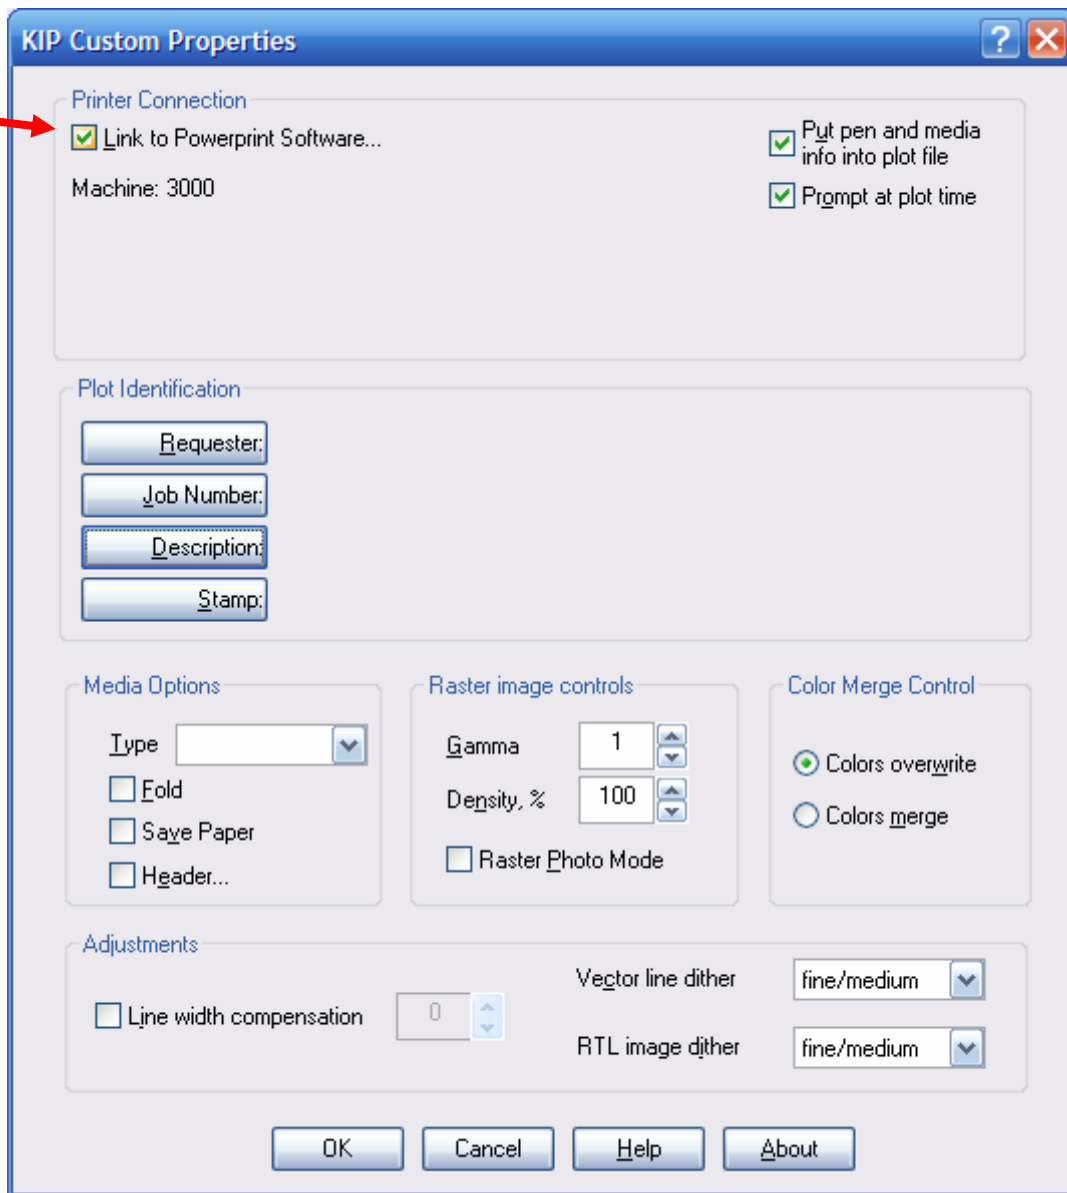 KIP Custom Properties
Printer Connection
Link to Powerprint Software...
Put pen and media
info into plot file
Machine: 3000
Prompt at plot time
Plot Identification
Requester:
Job Number:
Description:
Stamp:
Media Options
Type
Fold
Save Paper
Header...
Raster image controls
Gamma 1
Density, % 100
Raster Photo Mode
Color Merge Control
Colors overwrite
Colors merge
Adjustments
Line width compensation 0
Vector line dither fine/medium
RTL image dither fine/medium
OK Cancel Help About